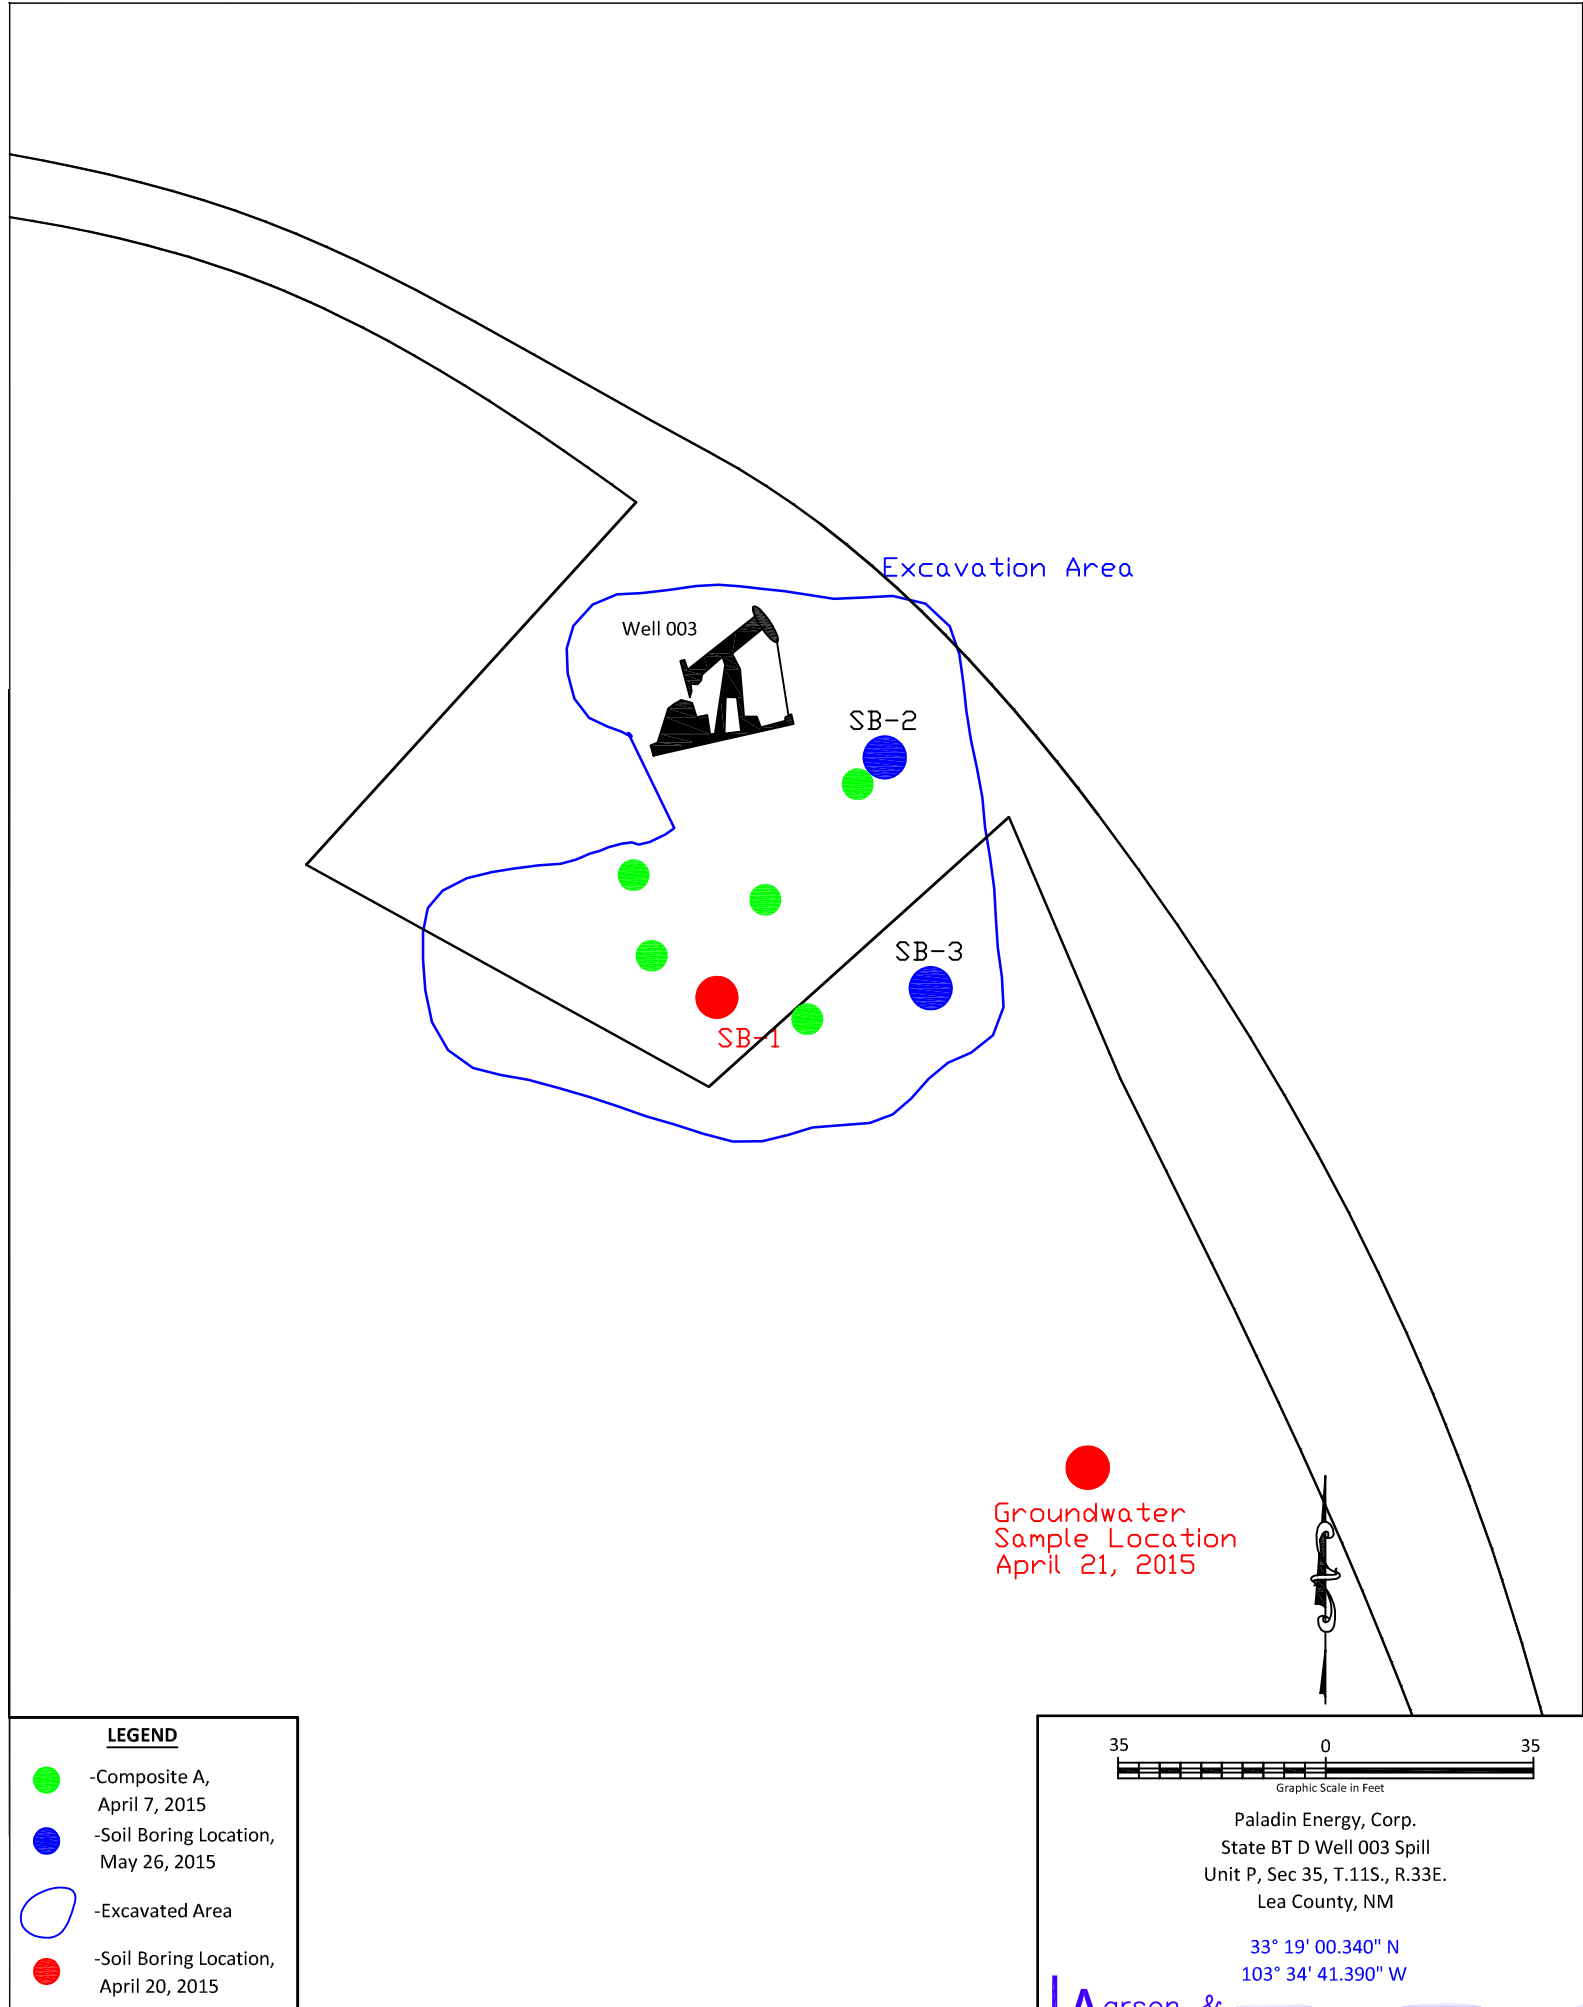 Excavation Area
Well 003
SB-2
SB-3
SB-1
Groundwater
Sample Location
April 21, 2015
LEGEND
-Composite A,
April 7, 2015
-Soil Boring Location,
May 26, 2015
-Excavated Area
-Soil Boring Location,
April 20, 2015
35 0 35
Graphic Scale in Feet
Paladin Energy, Corp.
State BT D Well 003 Spill
Unit P, Sec 35, T.11S., R.33E.
Lea County, NM
33° 19' 00.340" N
103° 34' 41.390" W
arson &